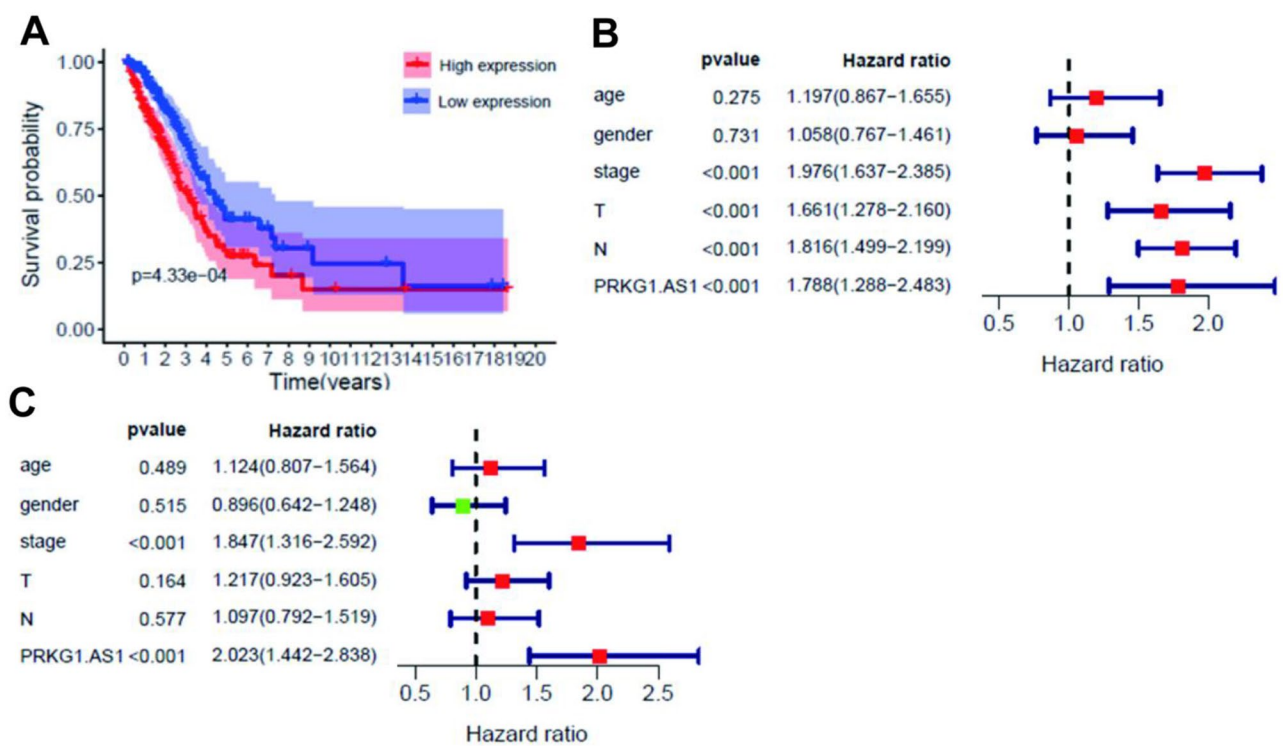 A
1.00
0.75
0.50
0.25
0.00
Survival probability
High expression
Low expression
p=4.33e−04
0 1 2 3 4 5 6 7 8 9 10 11 12 13 14 15 16 17 18 19 20
Time(years)
B
pvalue Hazard ratio
age 0.275 1.197(0.867−1.655)
gender 0.731 1.058(0.767−1.461)
stage <0.001 1.976(1.637−2.385)
T <0.001 1.661(1.278−2.160)
N <0.001 1.816(1.499−2.199)
PRKG1.AS1 <0.001 1.788(1.288−2.483)
0.5 1.0 1.5 2.0
Hazard ratio
C
pvalue Hazard ratio
age 0.489 1.124(0.807−1.564)
gender 0.515 0.896(0.642−1.248)
stage <0.001 1.847(1.316−2.592)
T 0.164 1.217(0.923−1.605)
N 0.577 1.097(0.792−1.519)
PRKG1.AS1 <0.001 2.023(1.442−2.838)
0.5 1.0 1.5 2.0 2.5
Hazard ratio